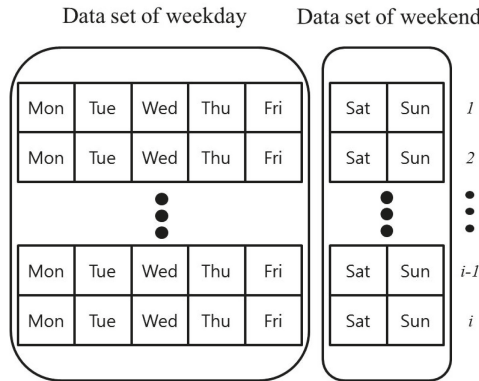 Data set of weekday Data set of weekend
Mon Tue Wed Thu Fri Sat Sun 1
Mon Tue Wed Thu Fri Sat Sun 2
Mon Tue Wed Thu Fri Sat Sun i-1
Mon Tue Wed Thu Fri Sat Sun i